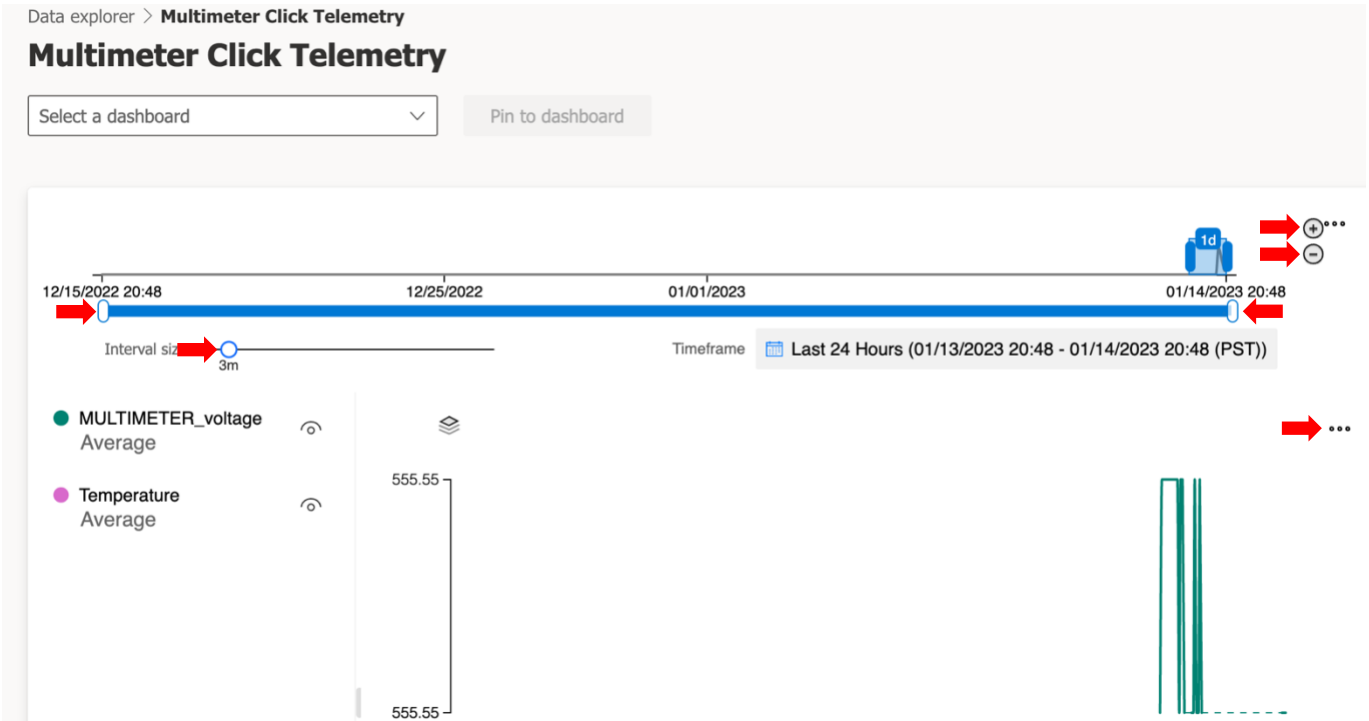 Data explorer > Multimeter Click Telemetry
Multimeter Click Telemetry
Select a dashboard
Pin to dashboard
1d
12/15/2022 20:48 12/25/2022 01/01/2023 01/14/2023 20:48
Interval siz
3m
Timeframe Last 24 Hours (01/13/2023 20:48 - 01/14/2023 20:48 (PST))
MULTIMETER_voltage
Average
Temperature
Average
555.55
555.55